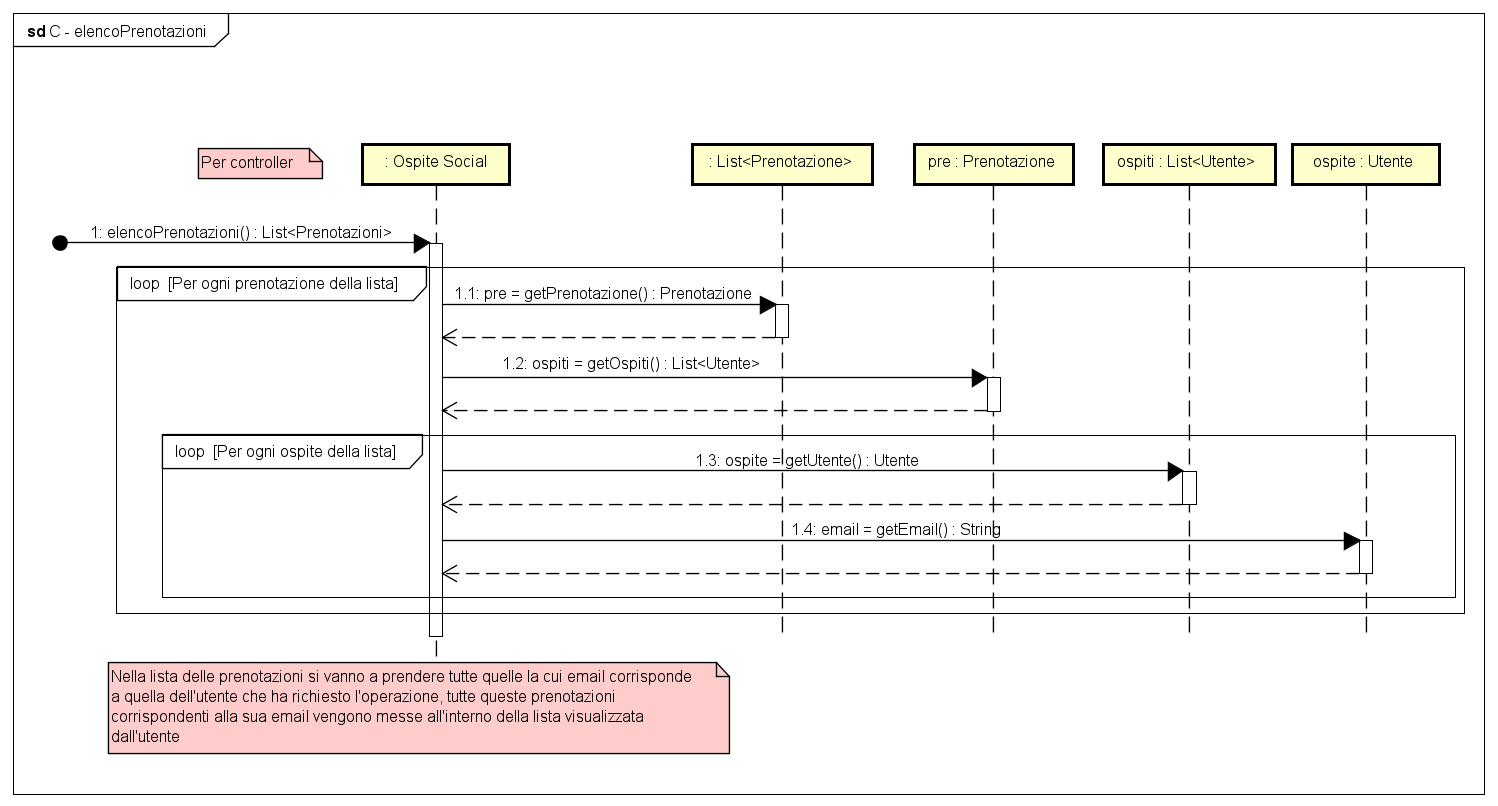 sd C - elencoPrenotazioni
Per controller
: Ospite Social
: List<Prenotazione>
pre : Prenotazione
ospiti : List<Utente>
ospite : Utente
1: elencoPrenotazioni() : List<Prenotazioni>
loop [Per ogni prenotazione della lista]
1.1: pre = getPrenotazione() : Prenotazione
1.2: ospiti = getOspiti() : List<Utente>
loop [Per ogni ospite della lista]
1.3: ospite = getUtente() : Utente
1.4: email = getEmail() : String
Nella lista delle prenotazioni si vanno a prendere tutte quelle la cui email corrisponde
a quella dell'utente che ha richiesto l'operazione, tutte queste prenotazioni
corrispondenti alla sua email vengono messe all'interno della lista visualizzata
dall'utente